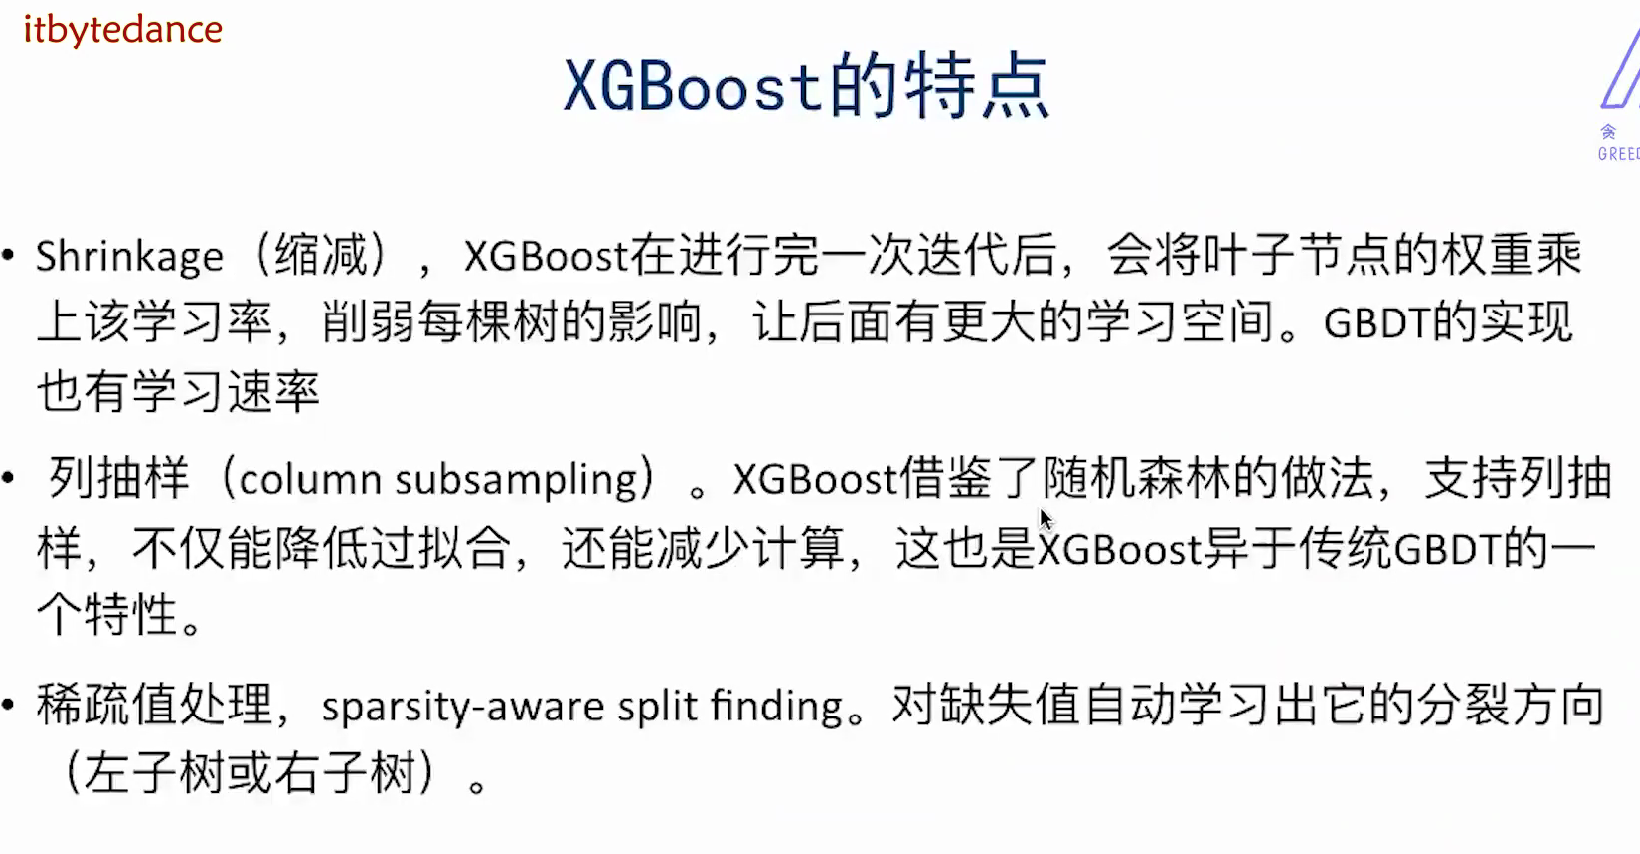 itbytedance
XGBoost的特点
贪
GREED
• Shrinkage（缩减），XGBoost在进行完一次迭代后，会将叶子节点的权重乘
上该学习率，削弱每棵树的影响，让后面有更大的学习空间。GBDT的实现
也有学习速率
• 列抽样（column subsampling）。XGBoost借鉴了随机森林的做法，支持列抽
样，不仅能降低过拟合，还能减少计算，这也是XGBoost异于传统GBDT的一
个特性。
• 稀疏值处理，sparsity-aware split finding。对缺失值自动学习出它的分裂方向
（左子树或右子树）。